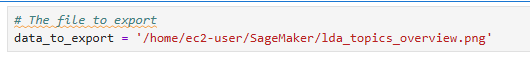 # The file to export
data_to_export = '/home/ec2-user/SageMaker/lda_topics_overview.png'